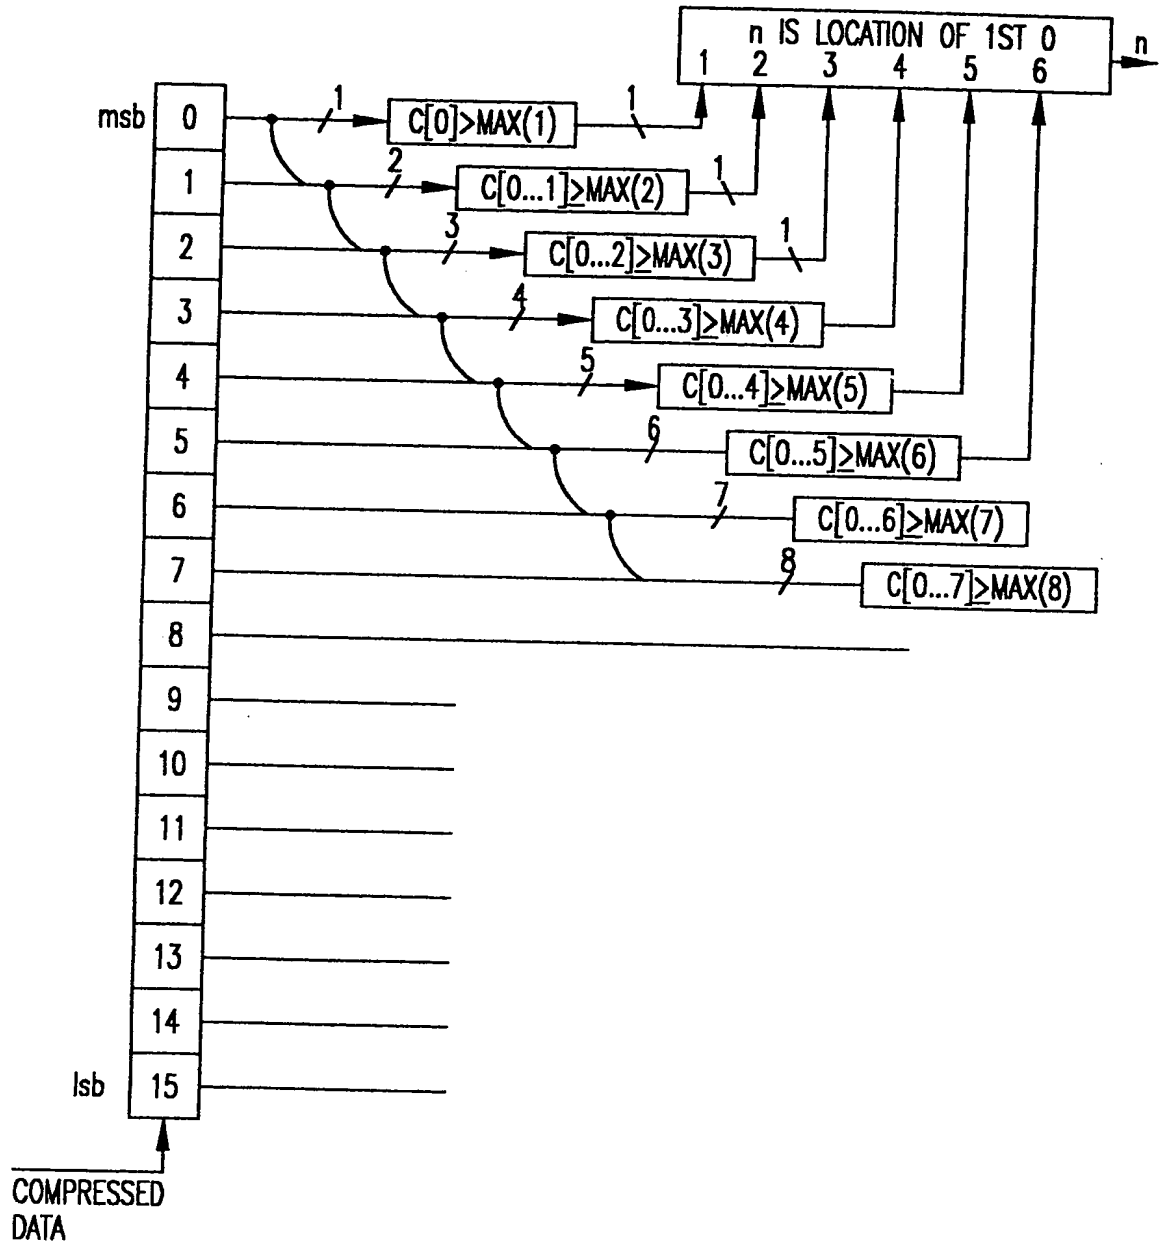 n IS LOCATION OF 1ST 0
n
1 2 3 4 5 6
msb 0 1 C[0]>MAX(1) 1
1 2 C[0...1]≥MAX(2) 1
2 3 C[0...2]≥MAX(3) 1
3 4 C[0...3]≥MAX(4)
4 5 C[0...4]≥MAX(5)
5 6 C[0...5]≥MAX(6)
6 7 C[0...6]≥MAX(7)
7 8 C[0...7]≥MAX(8)
8
9
10
11
12
13
14
lsb 15
COMPRESSED
DATA